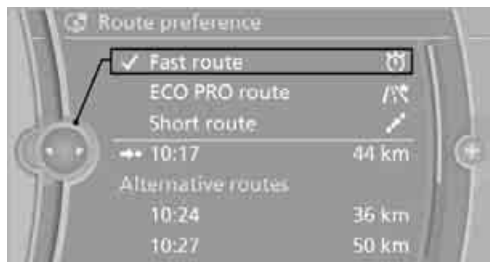 Route preference
Fast route
ECO PRO route
Short route
10:17 44 km
Alternative routes
10:24 36 km
10:27 50 km